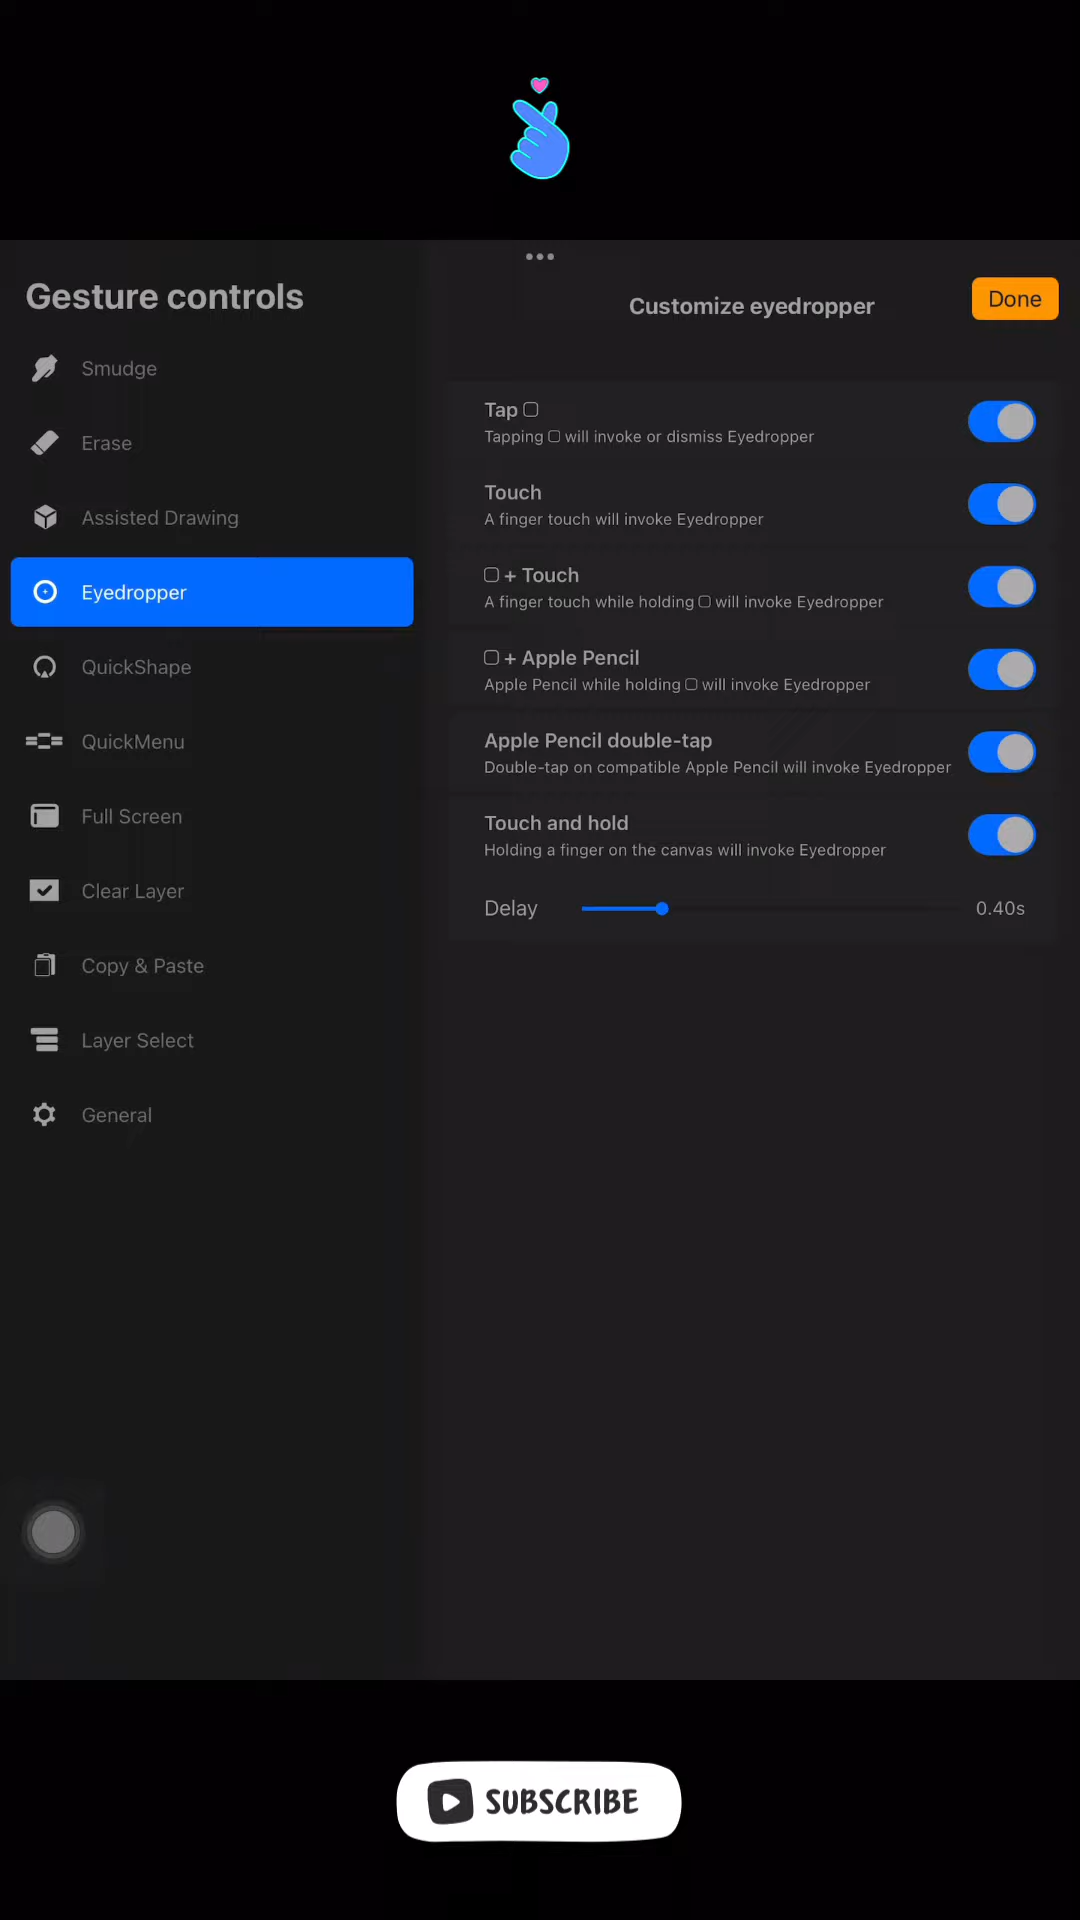 Gesture controls
Smudge
Erase
Assisted Drawing
Eyedropper
QuickShape
QuickMenu
Full Screen
Clear Layer
Copy & Paste
Layer Select
General
Customize eyedropper
Done
Tap ▢
Tapping ▢ will invoke or dismiss Eyedropper
Touch
A finger touch will invoke Eyedropper
▢ + Touch
A finger touch while holding ▢ will invoke Eyedropper
▢ + Apple Pencil
Apple Pencil while holding ▢ will invoke Eyedropper
Apple Pencil double-tap
Double-tap on compatible Apple Pencil will invoke Eyedropper
Touch and hold
Holding a finger on the canvas will invoke Eyedropper
Delay 0.40s
SUBSCRIBE